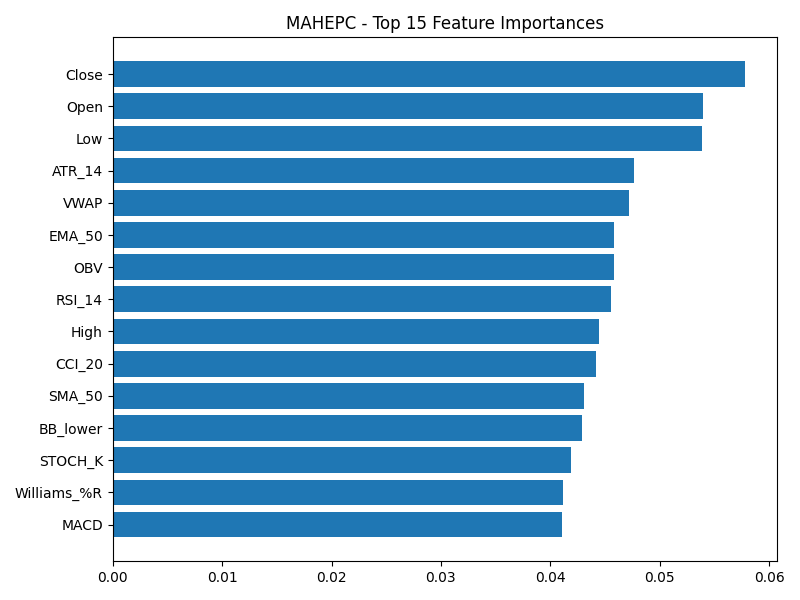 MAHEPC - Top 15 Feature Importances
Close
Open
Low
ATR_14
VWAP
EMA_50
OBV
RSI_14
High
CCI_20
SMA_50
BB_lower
STOCH_K
Williams_%R
MACD
0.00 0.01 0.02 0.03 0.04 0.05 0.06